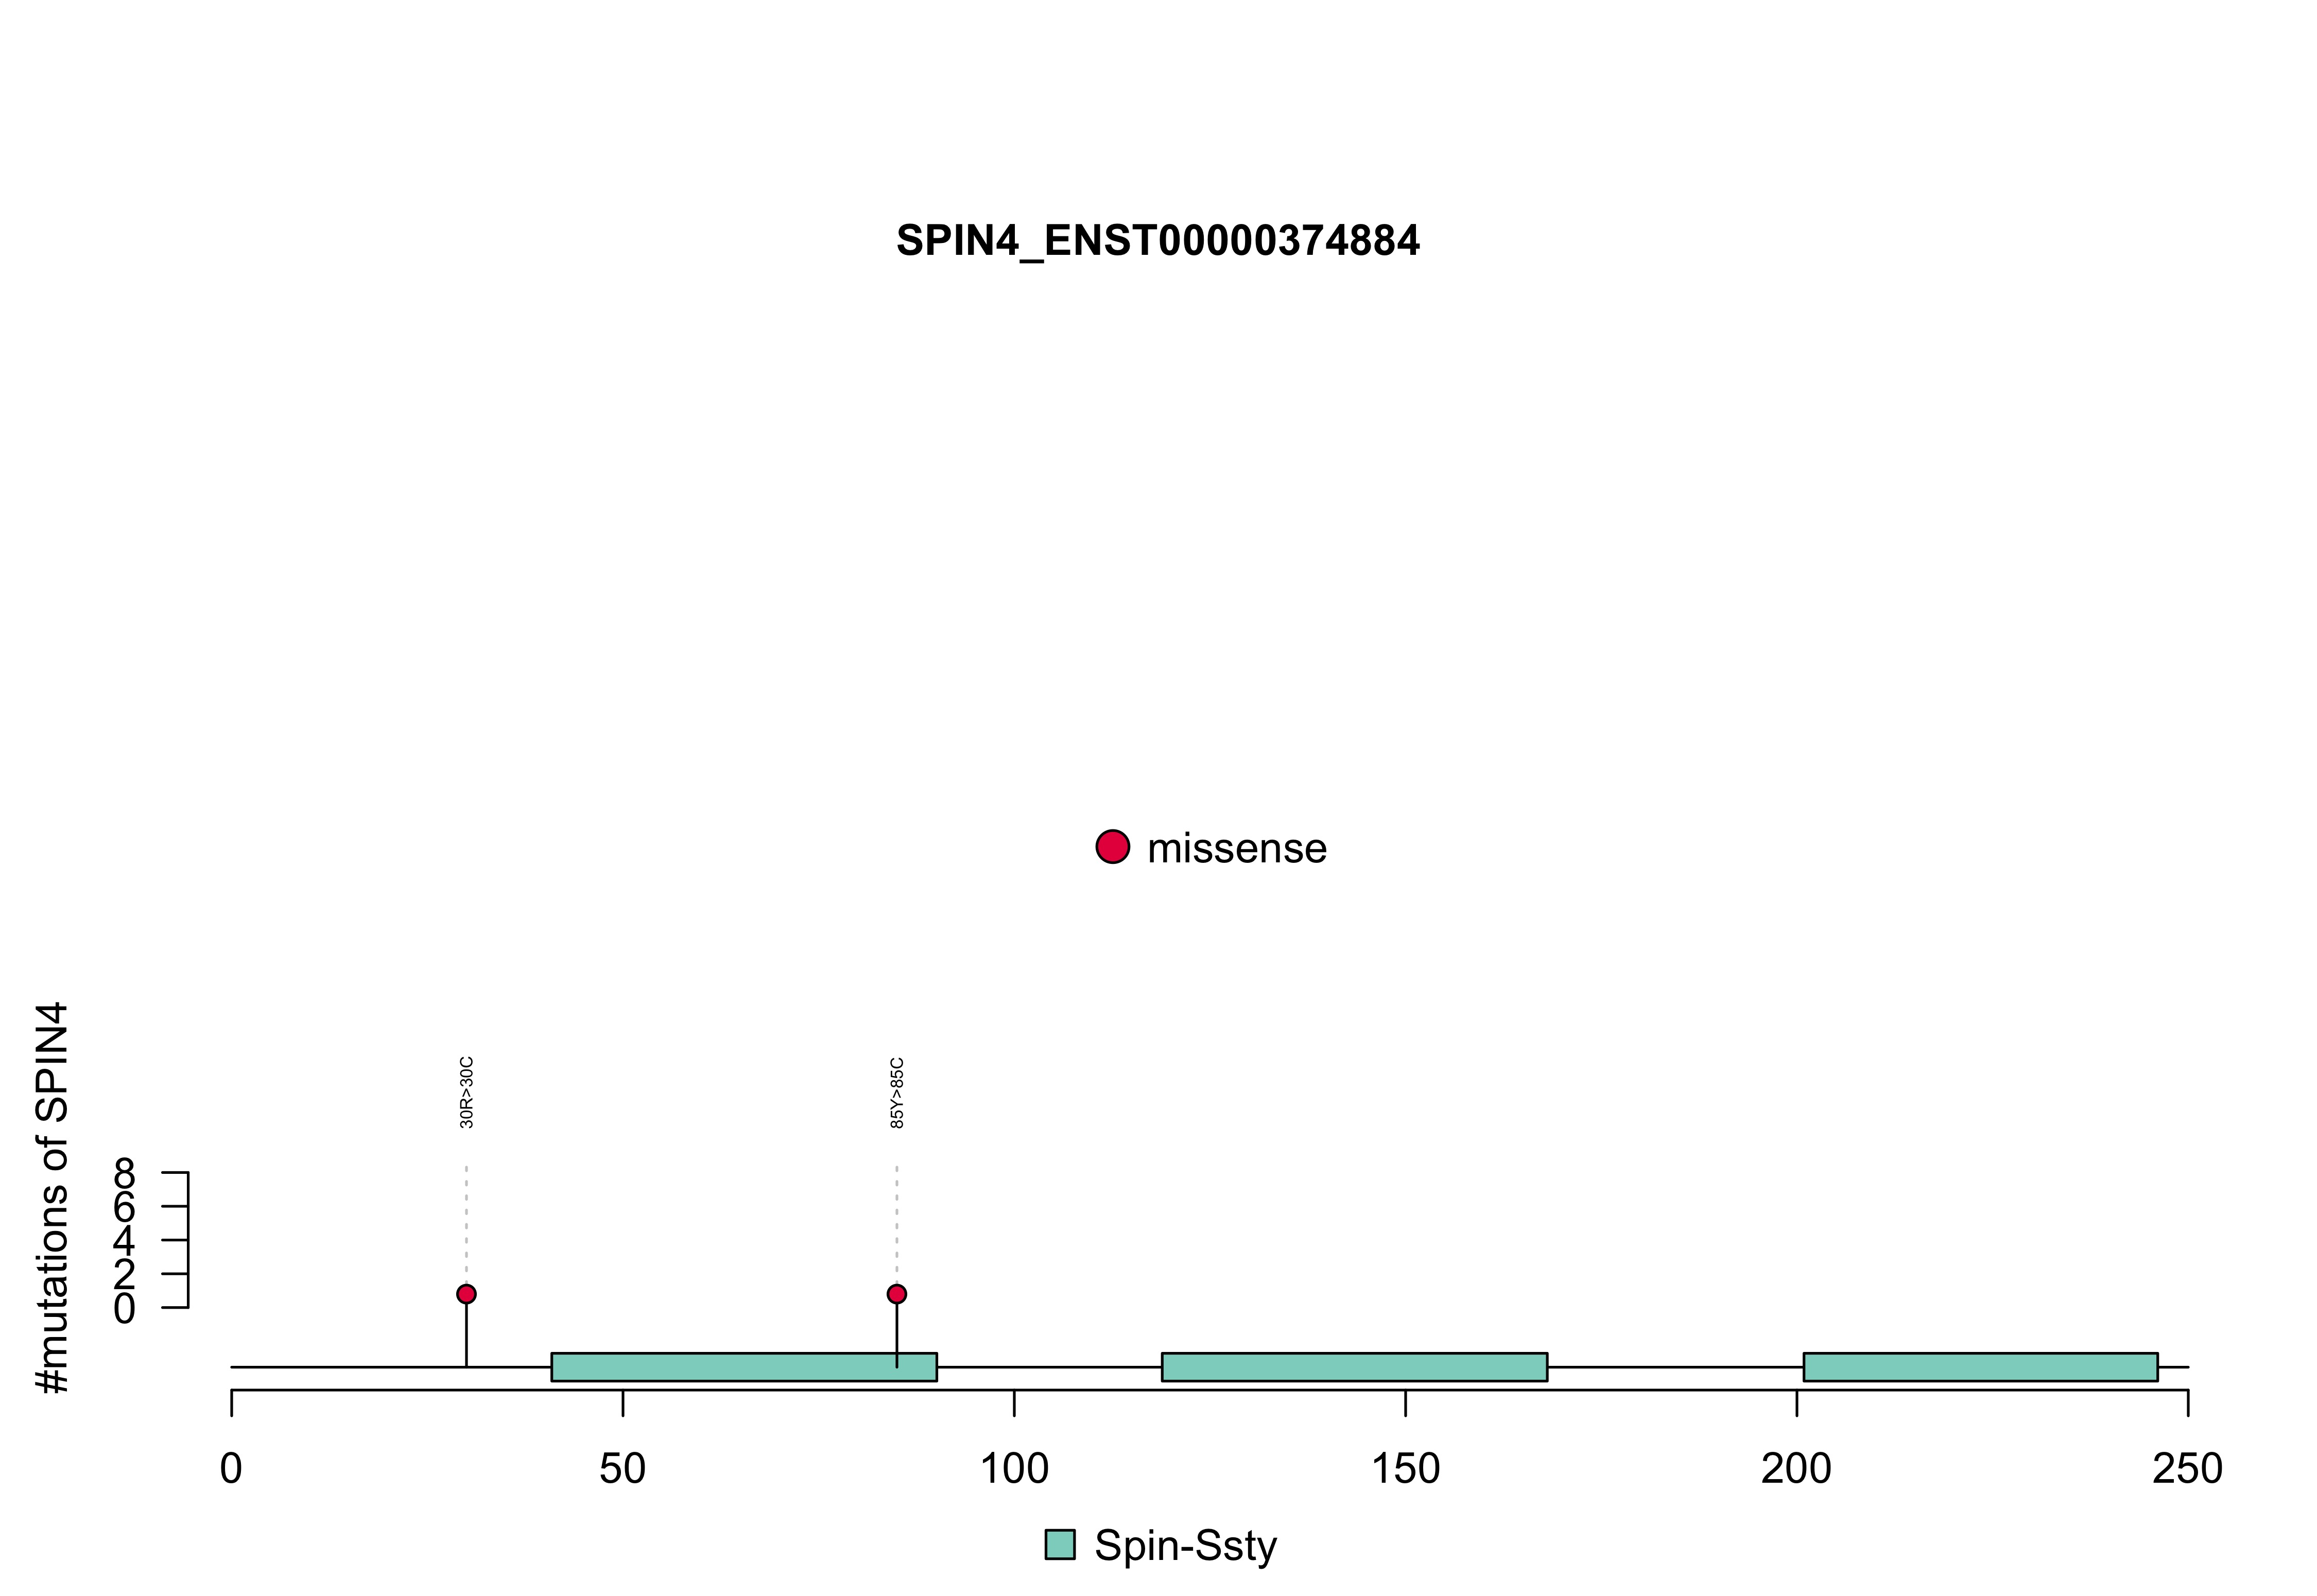 SPIN4_ENST00000374884
missense
#mutations of SPIN4
30R>30C
85Y>85C
8
6
4
2
0
0 50 100 150 200 250
Spin-Ssty